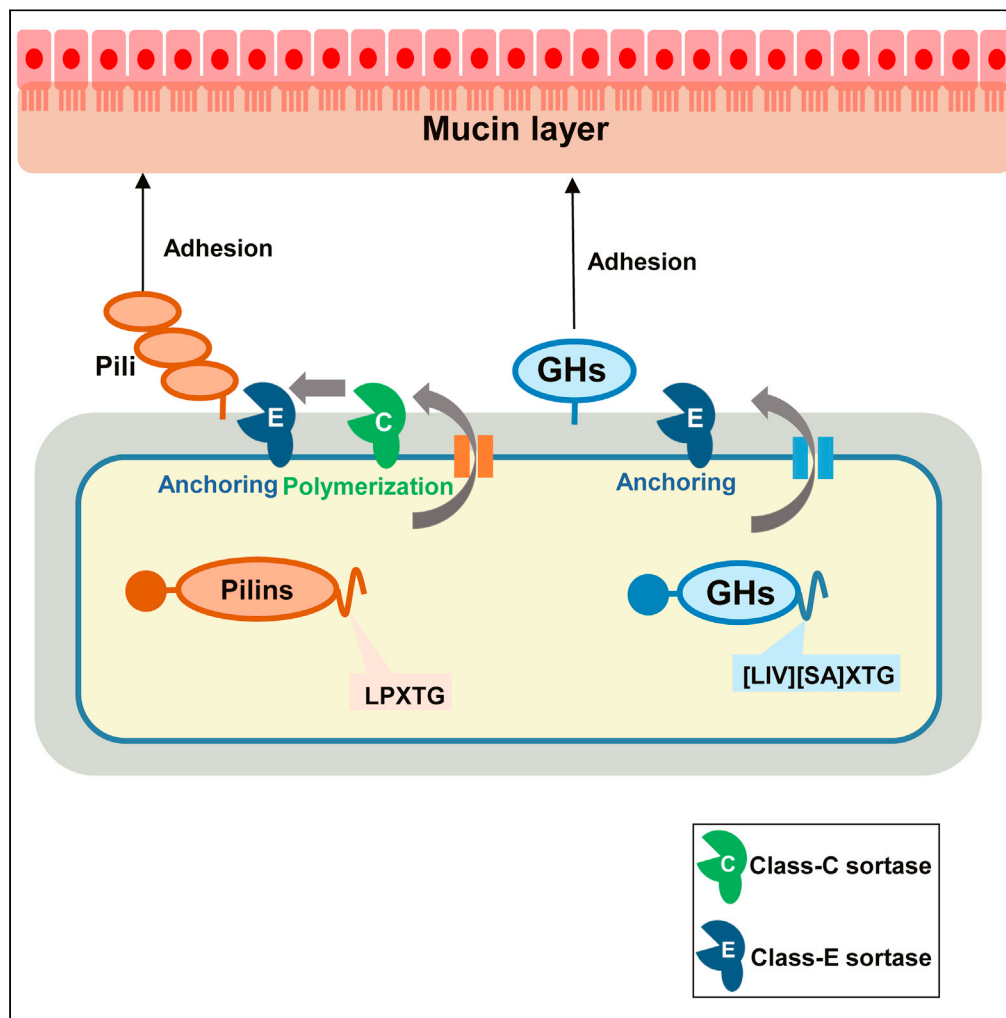 Mucin layer
Adhesion
Adhesion
Pili
GHs
E
C
E
Anchoring
Polymerization
Anchoring
Pilins
GHs
LPXTG
[LIV][SA]XTG
C Class-C sortase
E Class-E sortase